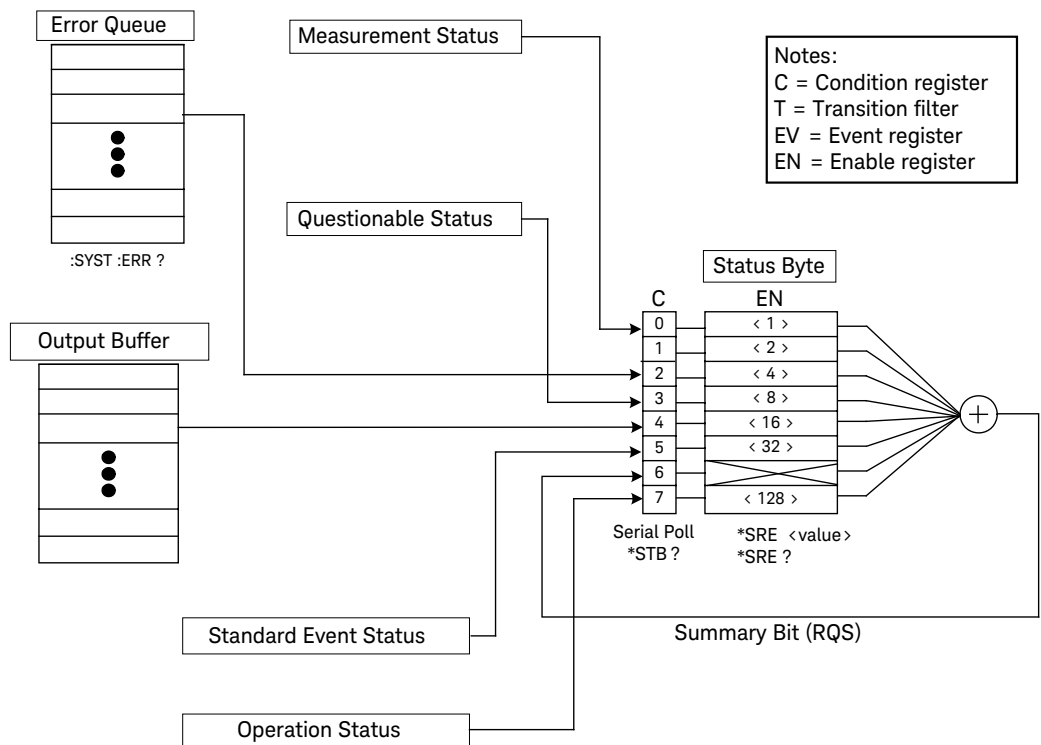 Error Queue
:SYST :ERR ?
Output Buffer
Measurement Status
Questionable Status
Notes:
C = Condition register
T = Transition filter
EV = Event register
EN = Enable register
Status Byte
C
EN
0
< 1 >
1
< 2 >
2
< 4 >
3
< 8 >
4
< 16 >
5
< 32 >
6
7
< 128 >
+
Serial Poll
*STB ?
*SRE <value>
*SRE ?
Summary Bit (RQS)
Standard Event Status
Operation Status